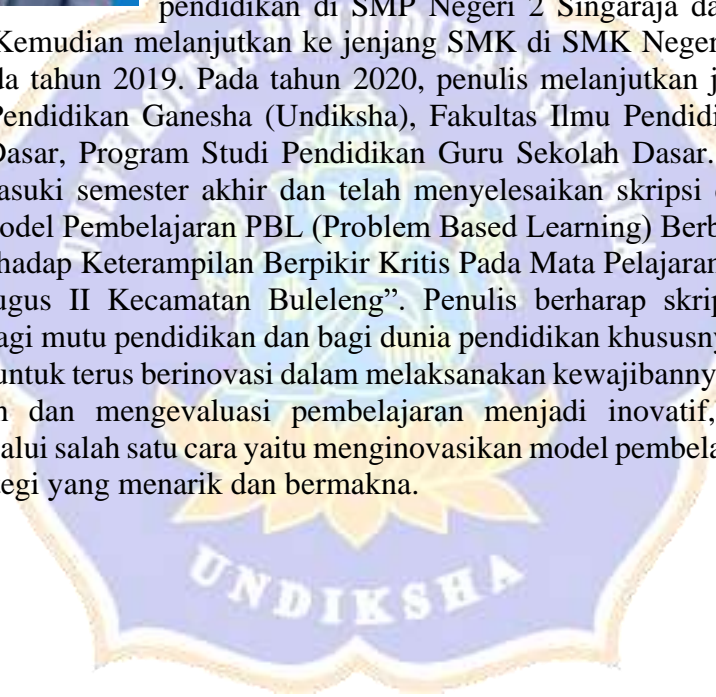 pendidikan di SMP Negeri 2 Singaraja da
Kemudian melanjutkan ke jenjang SMK di SMK Neger
la tahun 2019. Pada tahun 2020, penulis melanjutkan j
Pendidikan Ganesha (Undiksha), Fakultas Ilmu Pendidi
Dasar, Program Studi Pendidikan Guru Sekolah Dasar.
asuki semester akhir dan telah menyelesaikan skripsi
odel Pembelajaran PBL (Problem Based Learning) Berb
hadap Keterampilan Berpikir Kritis Pada Mata Pelajaran
ugus II Kecamatan Buleleng”. Penulis berharap skrip
agi mutu pendidikan dan bagi dunia pendidikan khususny
untuk terus berinovasi dalam melaksanakan kewajibanny
n dan mengevaluasi pembelajaran menjadi inovatif,
alui salah satu cara yaitu menginovasikan model pembela
tegi yang menarik dan bermakna.
UNDIKSHA